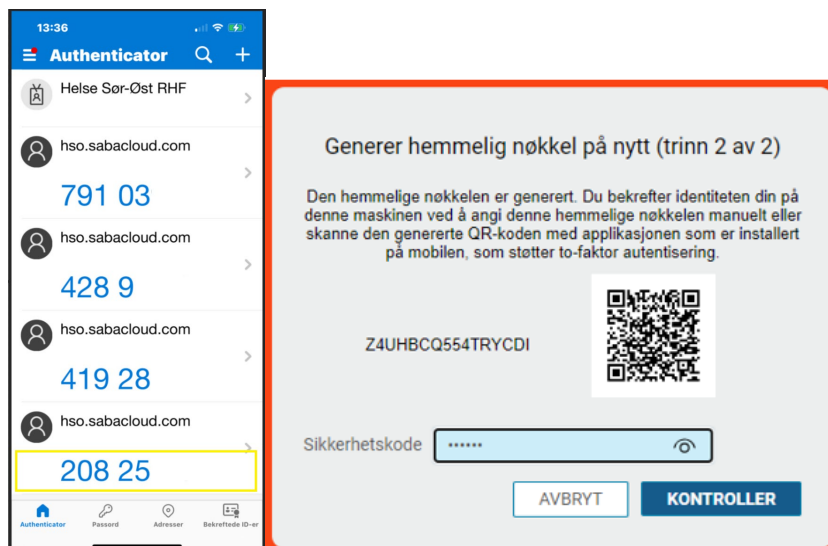 13:36
Authenticator
Helse Sør-Øst RHF
hso.sabacloud.com
791 03
hso.sabacloud.com
428 9
hso.sabacloud.com
419 28
hso.sabacloud.com
208 25
Authenticator Passord Adresser Bekreftede ID-er
Generer hemmelig nøkkel på nytt (trinn 2 av 2)
Den hemmelige nøkkelen er generert. Du bekrefter identiteten din på
denne maskinen ved å angi denne hemmelige nøkkelen manuelt eller
skanne den genererte QR-koden med applikasjonen som er installert
på mobilen, som støtter to-faktor autentisering.
Z4UHBCQ554TRYCDI
Sikkerhetskode ••••••
AVBRYT KONTROLLER